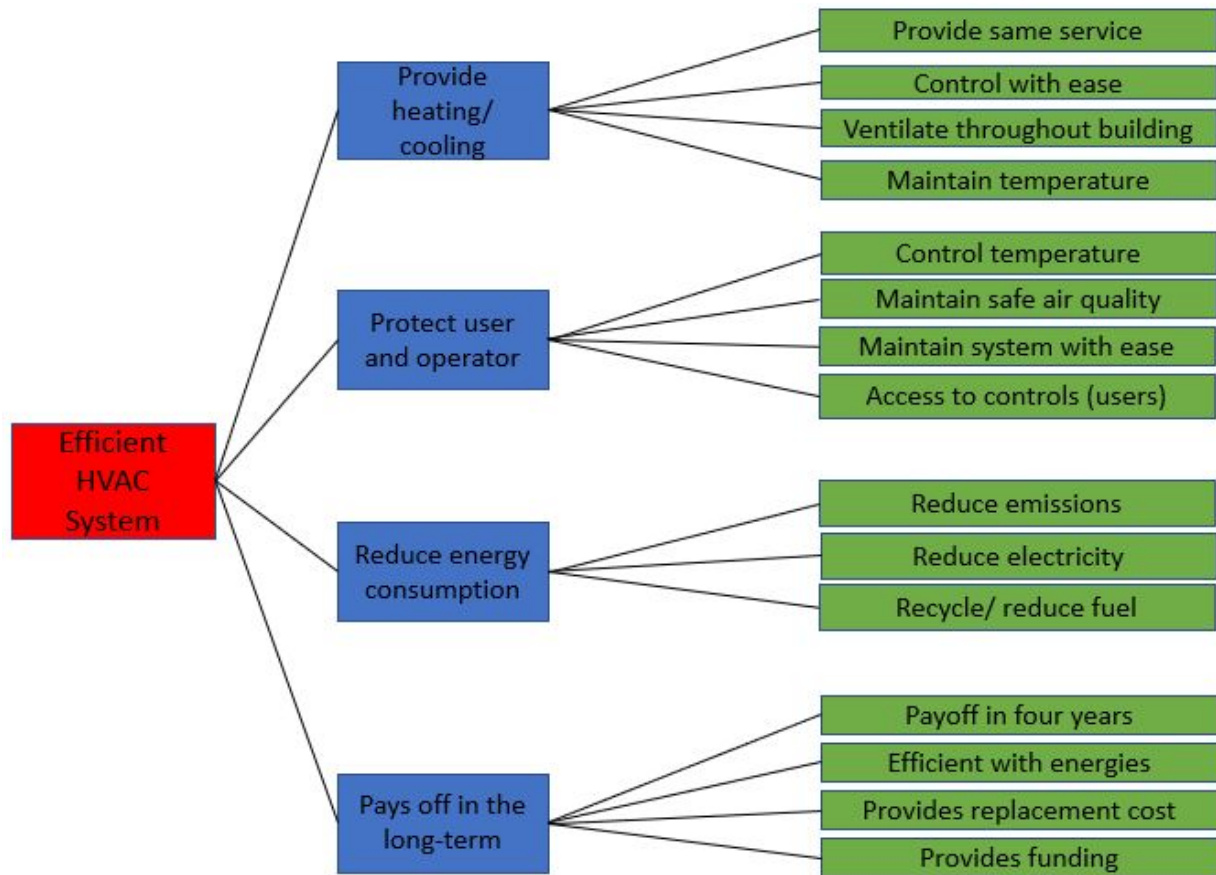 Efficient
HVAC
System
Provide
heating/
cooling
Provide same service
Control with ease
Ventilate throughout building
Maintain temperature
Protect user
and operator
Control temperature
Maintain safe air quality
Maintain system with ease
Access to controls (users)
Reduce energy
consumption
Reduce emissions
Reduce electricity
Recycle/ reduce fuel
Pays off in the
long-term
Payoff in four years
Efficient with energies
Provides replacement cost
Provides funding